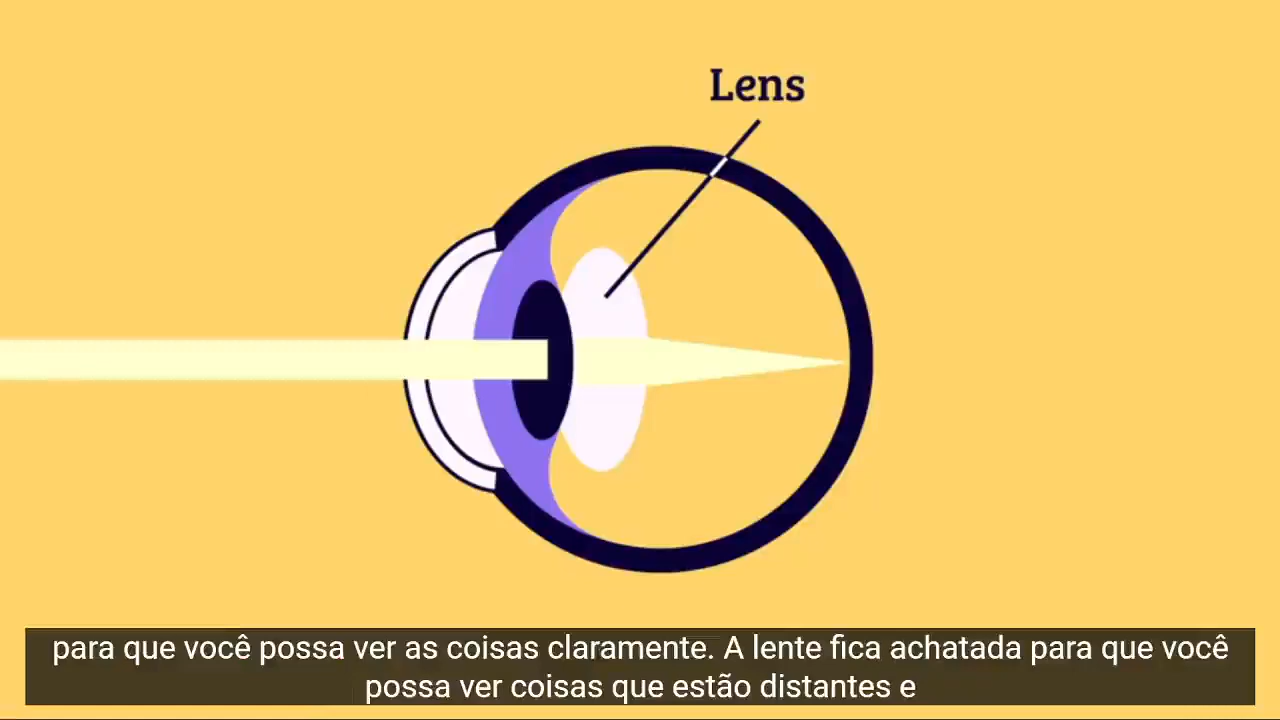 Lens
para que você possa ver as coisas claramente. A lente fica achatada para que você
possa ver coisas que estão distantes e